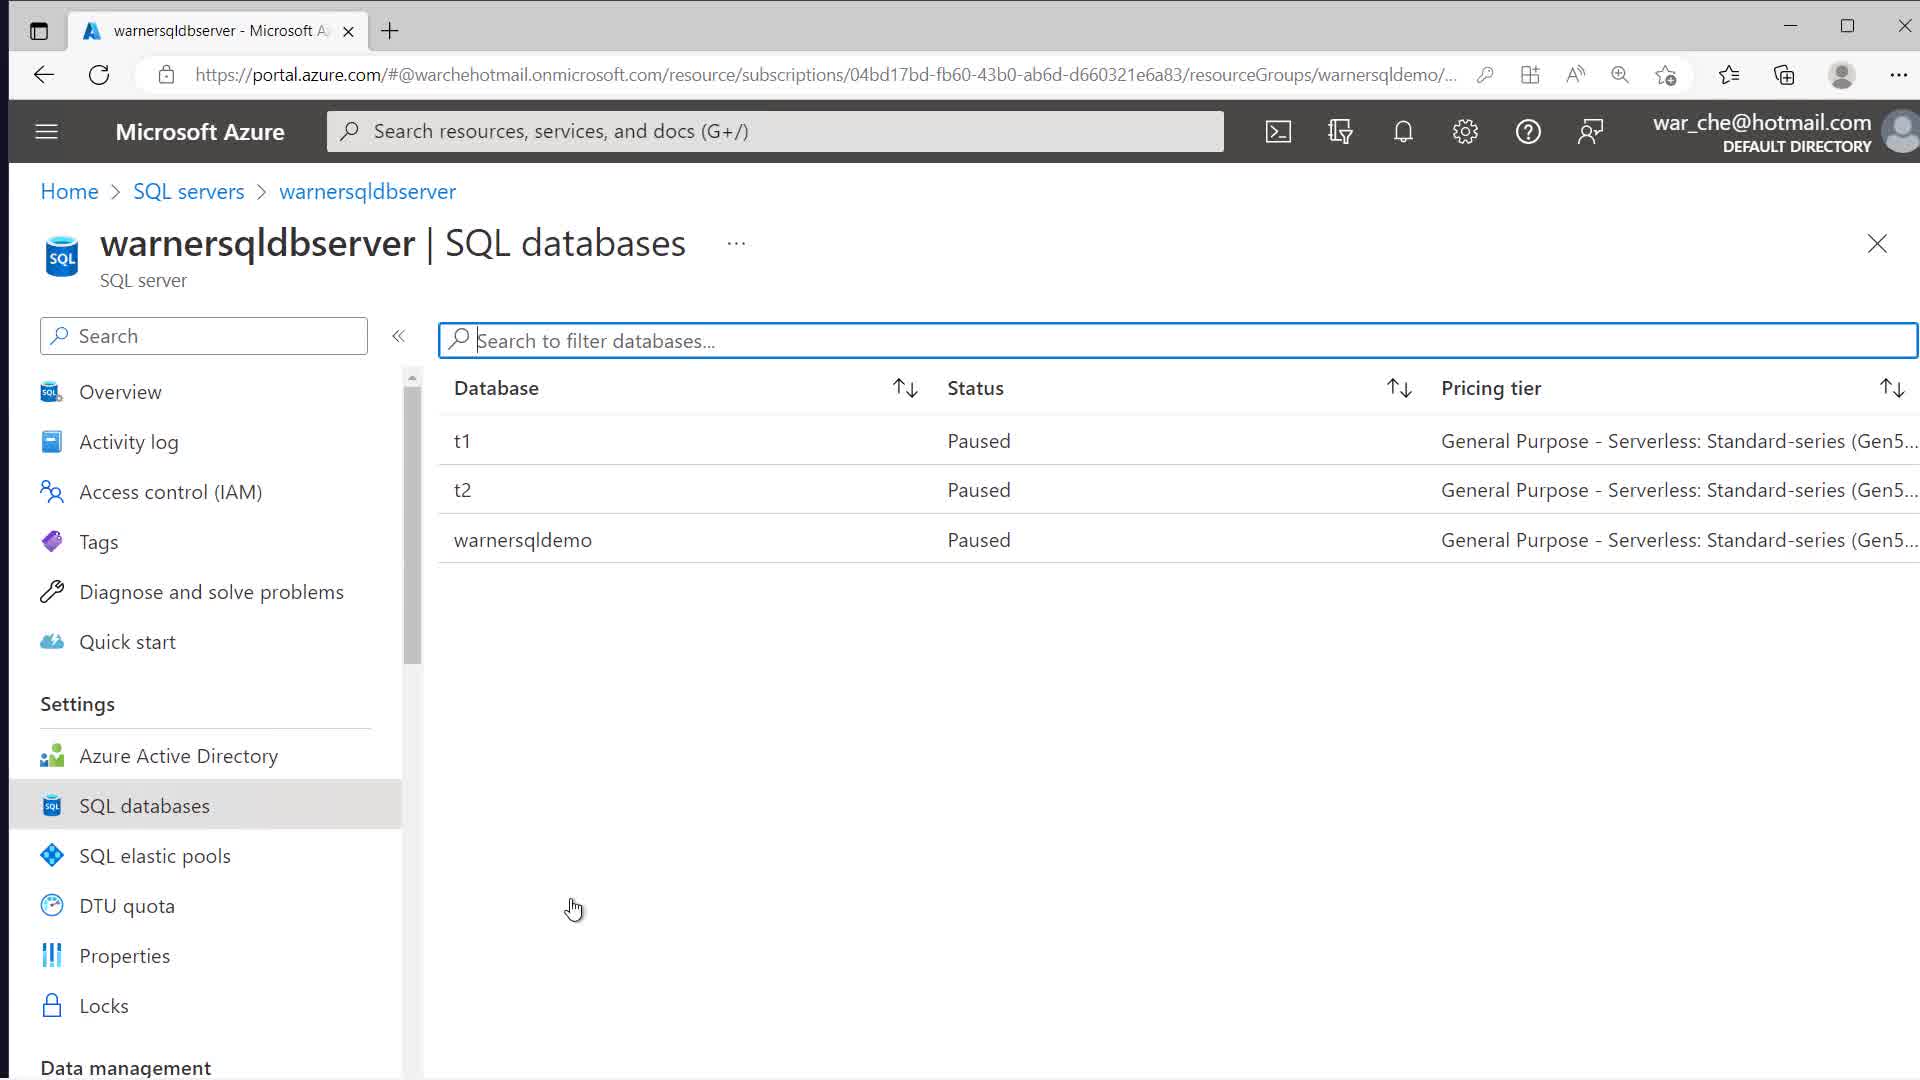 warnersqldbserver - Microsoft A
https://portal.azure.com/#@warchehotmail.onmicrosoft.com/resource/subscriptions/04bd17bd-fb60-43b0-ab6d-d660321e6a83/resourceGroups/warnersqldemo/...
Microsoft Azure
Search resources, services, and docs (G+/)
war_che@hotmail.com
DEFAULT DIRECTORY
Home > SQL servers > warnersqldbserver
SQL
warnersqldbserver | SQL databases ...
SQL server
Search
Search to filter databases...
Database Status Pricing tier
t1 Paused General Purpose - Serverless: Standard-series (Gen5...
t2 Paused General Purpose - Serverless: Standard-series (Gen5...
warnersqldemo Paused General Purpose - Serverless: Standard-series (Gen5...
Overview
Activity log
Access control (IAM)
Tags
Diagnose and solve problems
Quick start
Settings
Azure Active Directory
SQL databases
SQL elastic pools
DTU quota
Properties
Locks
Data management